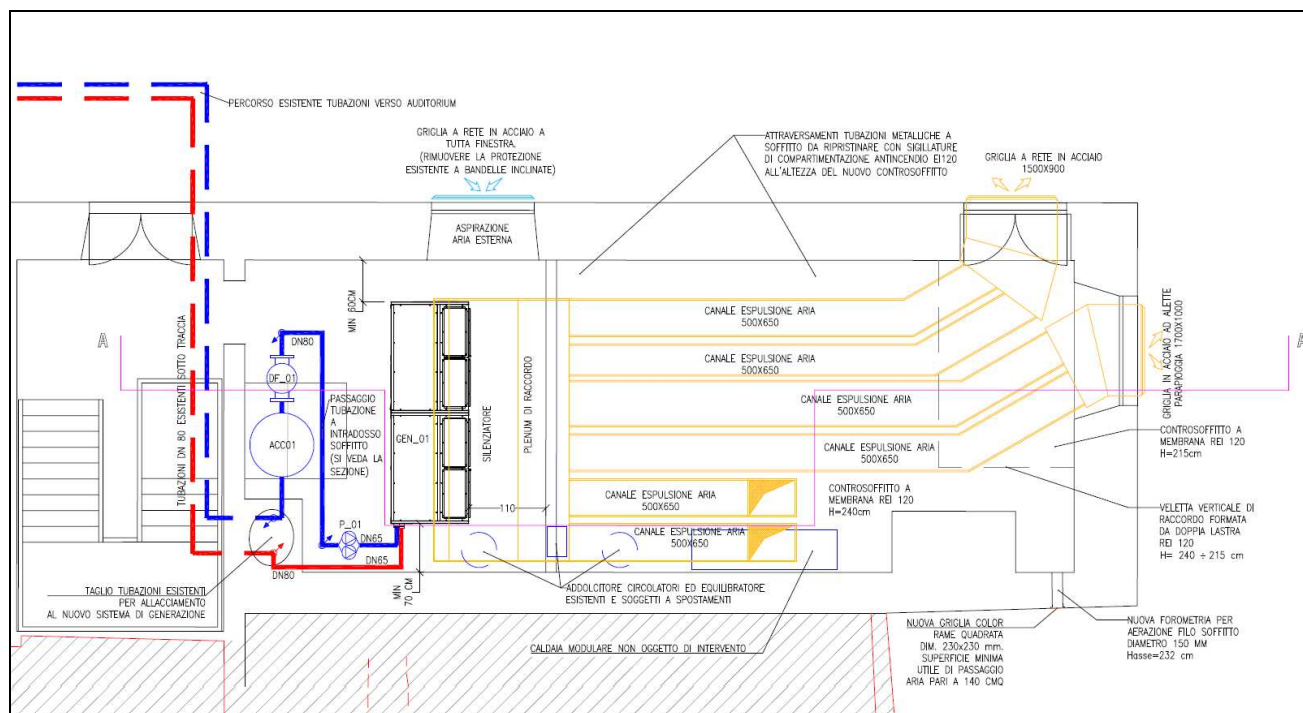 PERCORSO ESISTENTE TUBAZIONI VERSO AUDITORIUM
GRIGLIA A RETE IN ACCIAIO A
TUTTA FINESTRA.
(RIMUOVERE LA PROTEZIONE
ESISTENTE A BANDELLE INCLINATE)
ATTRAVERSAMENTI TUBAZIONI METALLICHE A
SOFFITTO DA RIPRISTINARE CON SIGILLATURE
DI COMPARTIMENTAZIONE ANTINCENDIO EI120
ALL'ALTEZZA DEL NUOVO CONTROSOFFITTO
GRIGLIA A RETE IN ACCIAIO
1500X900
ASPIRAZIONE
ARIA ESTERNA
MIN 60CM
TUBAZIONI DN 80 ESISTENTI SOTTO TRACCIA
A
DN80
DF_01
ACC01
PASSAGGIO
TUBAZIONE
A
INTRADOSSO
SOFFITTO
(SI VEDA LA
SEZIONE)
GEN_01
SILENZIATORE
PLENUM DI RACCORDO
110
CANALE ESPULSIONE ARIA
500X650
CANALE ESPULSIONE ARIA
500X650
CANALE ESPULSIONE ARIA
500X650
CANALE ESPULSIONE ARIA
500X650
CANALE ESPULSIONE ARIA
500X650
CANALE ESPULSIONE ARIA
500X650
GRIGLIA IN ACCIAIO AD ALETTE
PARAPIOGGIA 1700X1000
CONTROSOFFITTO A
MEMBRANA REI 120
H=215cm
CONTROSOFFITTO A
MEMBRANA REI 120
H=240cm
VELETTA VERTICALE DI
RACCORDO FORMATA
DA DOPPIA LASTRA
REI 120
H= 240 ÷ 215 cm
P_01
DN65
DN65
DN80
MIN
70 CM
TAGLIO TUBAZIONI ESISTENTI
PER ALLACCIAMENTO
AL NUOVO SISTEMA DI GENERAZIONE
ADDOLCITORE CIRCOLATORI ED EQUILIBRATORE
ESISTENTI E SOGGETTI A SPOSTAMENTI
CALDAIA MODULARE NON OGGETTO DI INTERVENTO
NUOVA GRIGLIA COLOR
RAME QUADRATA
DIM. 230x230 mm.
SUPERFICIE MINIMA
UTILE DI PASSAGGIO
ARIA PARI A 140 CMQ
NUOVA FOROMETRIA PER
AERAZIONE FILO SOFFITTO
DIAMETRO 150 MM
Hasse=232 cm